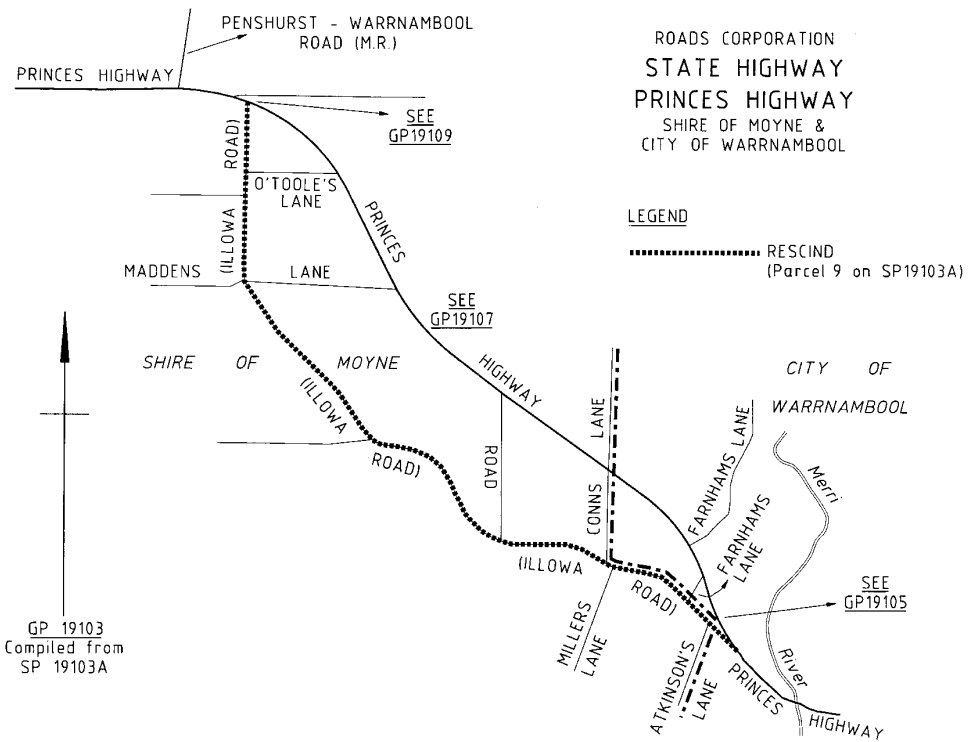 PENSHURST - WARRNAMBOOL
ROAD (M.R.)
PRINCES HIGHWAY
ROADS CORPORATION
STATE HIGHWAY
PRINCES HIGHWAY
SHIRE OF MOYNE &
CITY OF WARRNAMBOOL
SEE
GP19109
ROAD)
O'TOOLE'S
LANE
PRINCES
LEGEND
RESCIND
(Parcel 9 on SP19103A)
(ILLOWA
MADDENS LANE
SEE
GP19107
SHIRE OF MOYNE
HIGHWAY
CITY OF
WARRNAMBOOL
(ILLOWA
ROAD)
ROAD
CONNS LANE
FARNHAMS LANE
FARNHAMS
LANE
Merri
River
(ILLOWA
ROAD)
SEE
GP19105
MILLERS
LANE
ATKINSON'S
LANE
PRINCES
HIGHWAY
GP 19103
Compiled from
SP 19103A